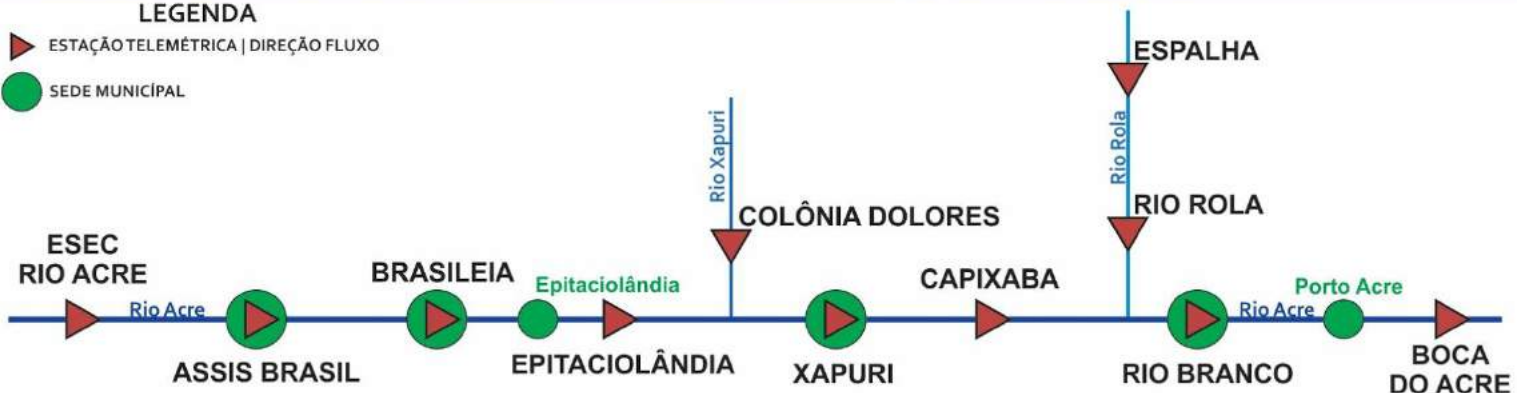 LEGENDA
ESTAÇÃO TELEMÉTRICA | DIREÇÃO FLUXO
SEDE MUNICÍPAL
ESPALHA
Rio Xapuri
Rio Rola
COLÔNIA DOLORES
RIO ROLA
ESEC
RIO ACRE
BRASILEIA
Epitaciolândia
CAPIXABA
Porto Acre
Rio Acre
Rio Acre
ASSIS BRASIL
EPITACIOLÂNDIA
XAPURI
RIO BRANCO
BOCA
DO ACRE